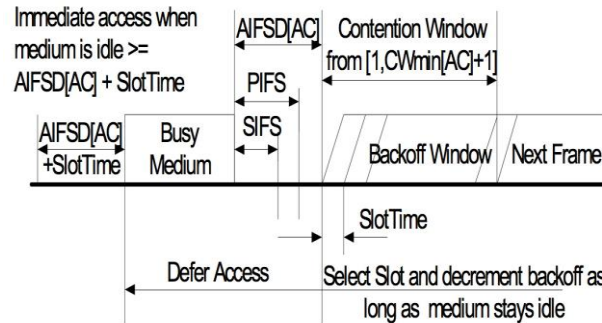 Immediate access when
medium is idle >=
AIFSD[AC] + SlotTime
AIFSD[AC]
Contention Window
from [1,CWmin[AC]+1]
PIFS
SIFS
AIFSD[AC]
+SlotTime
Busy
Medium
Backoff Window
Next Frame
SlotTime
Defer Access
Select Slot and decrement backoff as
long as medium stays idle